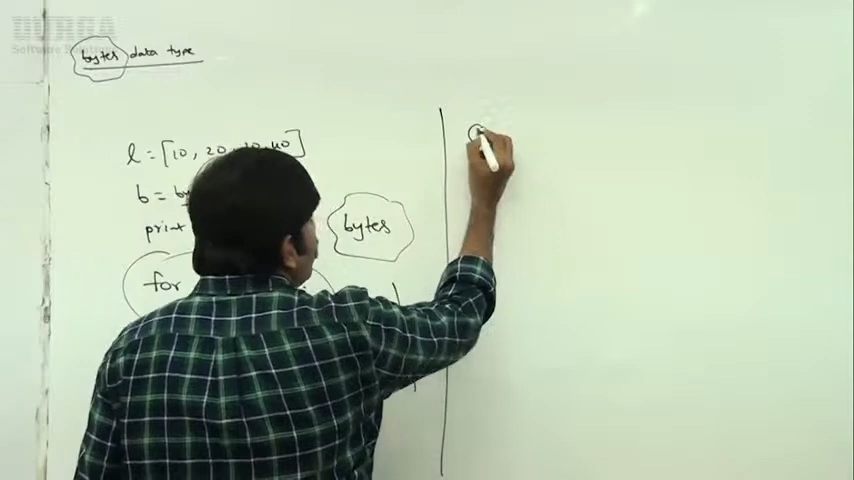 DURGA
Software Solutions
bytes data type
l = [10, 20, 30, 40]
b = by
print
bytes
for